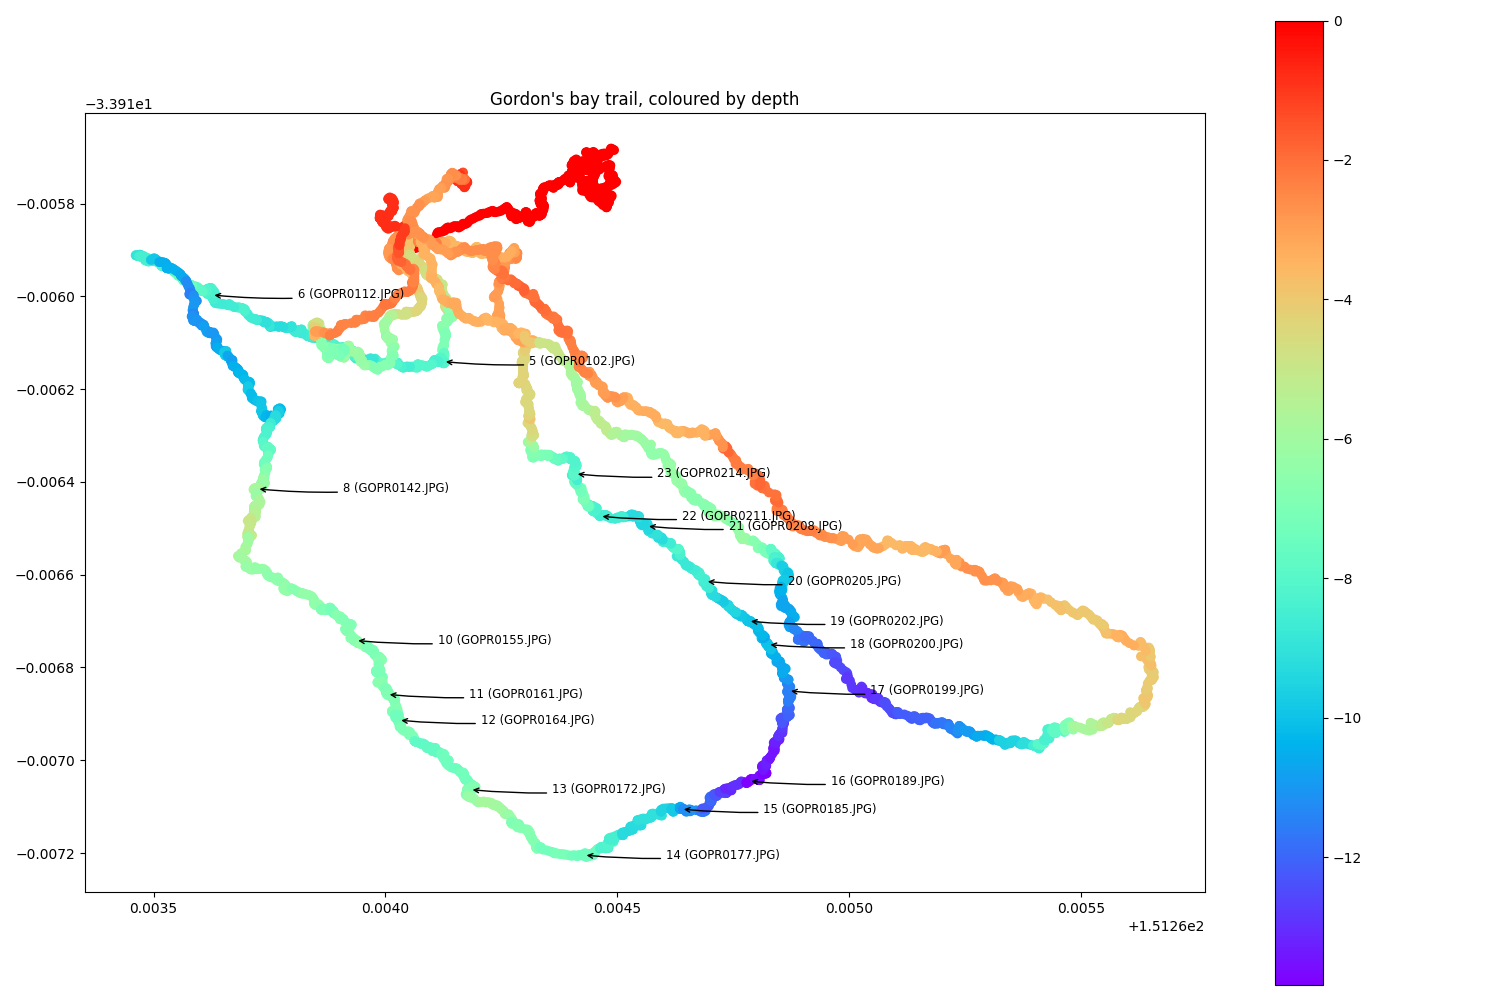 Gordon's bay trail, coloured by depth
−3.391e1
−0.0058
−0.0060
−0.0062
−0.0064
−0.0066
−0.0068
−0.0070
−0.0072
6 (GOPR0112.JPG)
5 (GOPR0102.JPG)
23 (GOPR0214.JPG)
8 (GOPR0142.JPG)
22 (GOPR0211.JPG)
21 (GOPR0208.JPG)
20 (GOPR0205.JPG)
19 (GOPR0202.JPG)
10 (GOPR0155.JPG)
18 (GOPR0200.JPG)
17 (GOPR0199.JPG)
11 (GOPR0161.JPG)
12 (GOPR0164.JPG)
16 (GOPR0189.JPG)
13 (GOPR0172.JPG)
15 (GOPR0185.JPG)
14 (GOPR0177.JPG)
0.0035
0.0040
0.0045
0.0050
0.0055
+1.5126e2
0
−2
−4
−6
−8
−10
−12